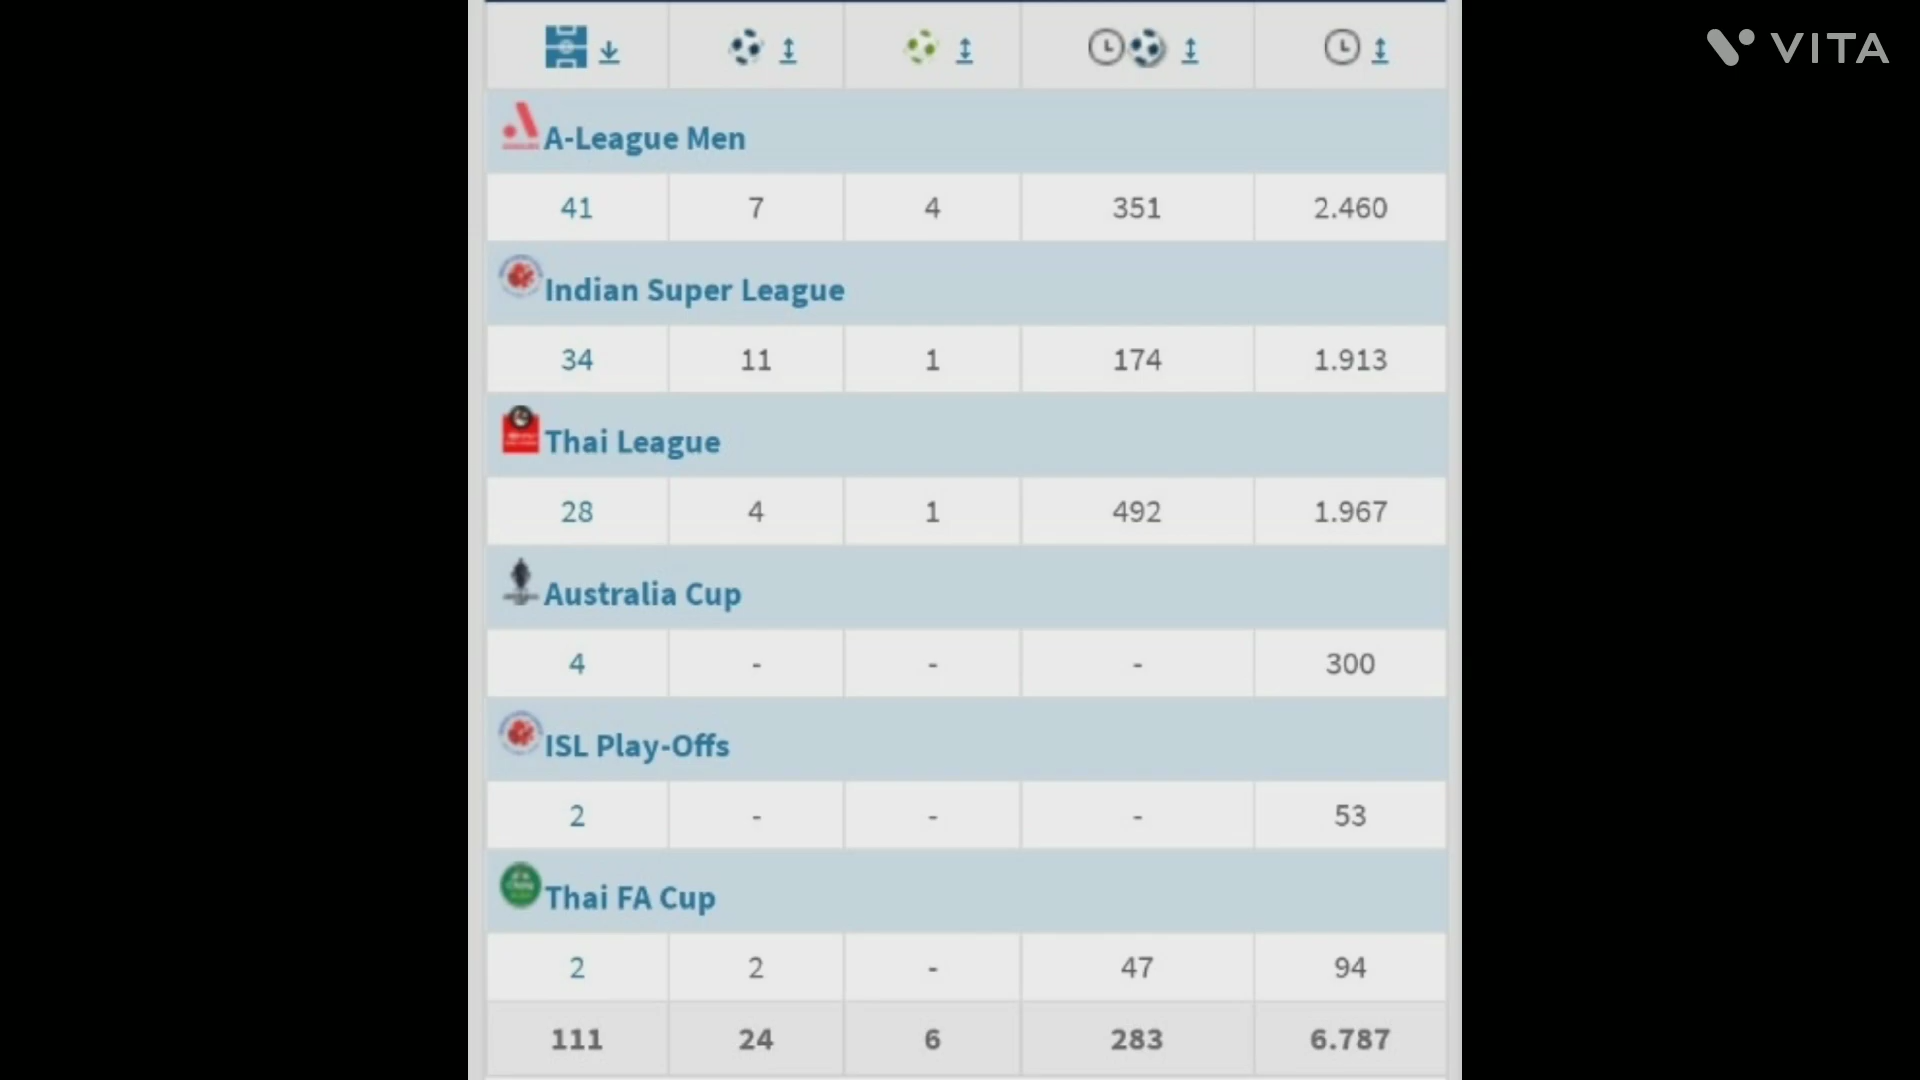 VITA
A-League Men
41 7 4 351 2.460
Indian Super League
34 11 1 174 1.913
Thai League
28 4 1 492 1.967
Australia Cup
4 - - - 300
ISL Play-Offs
2 - - - 53
Thai FA Cup
2 2 - 47 94
111 24 6 283 6.787